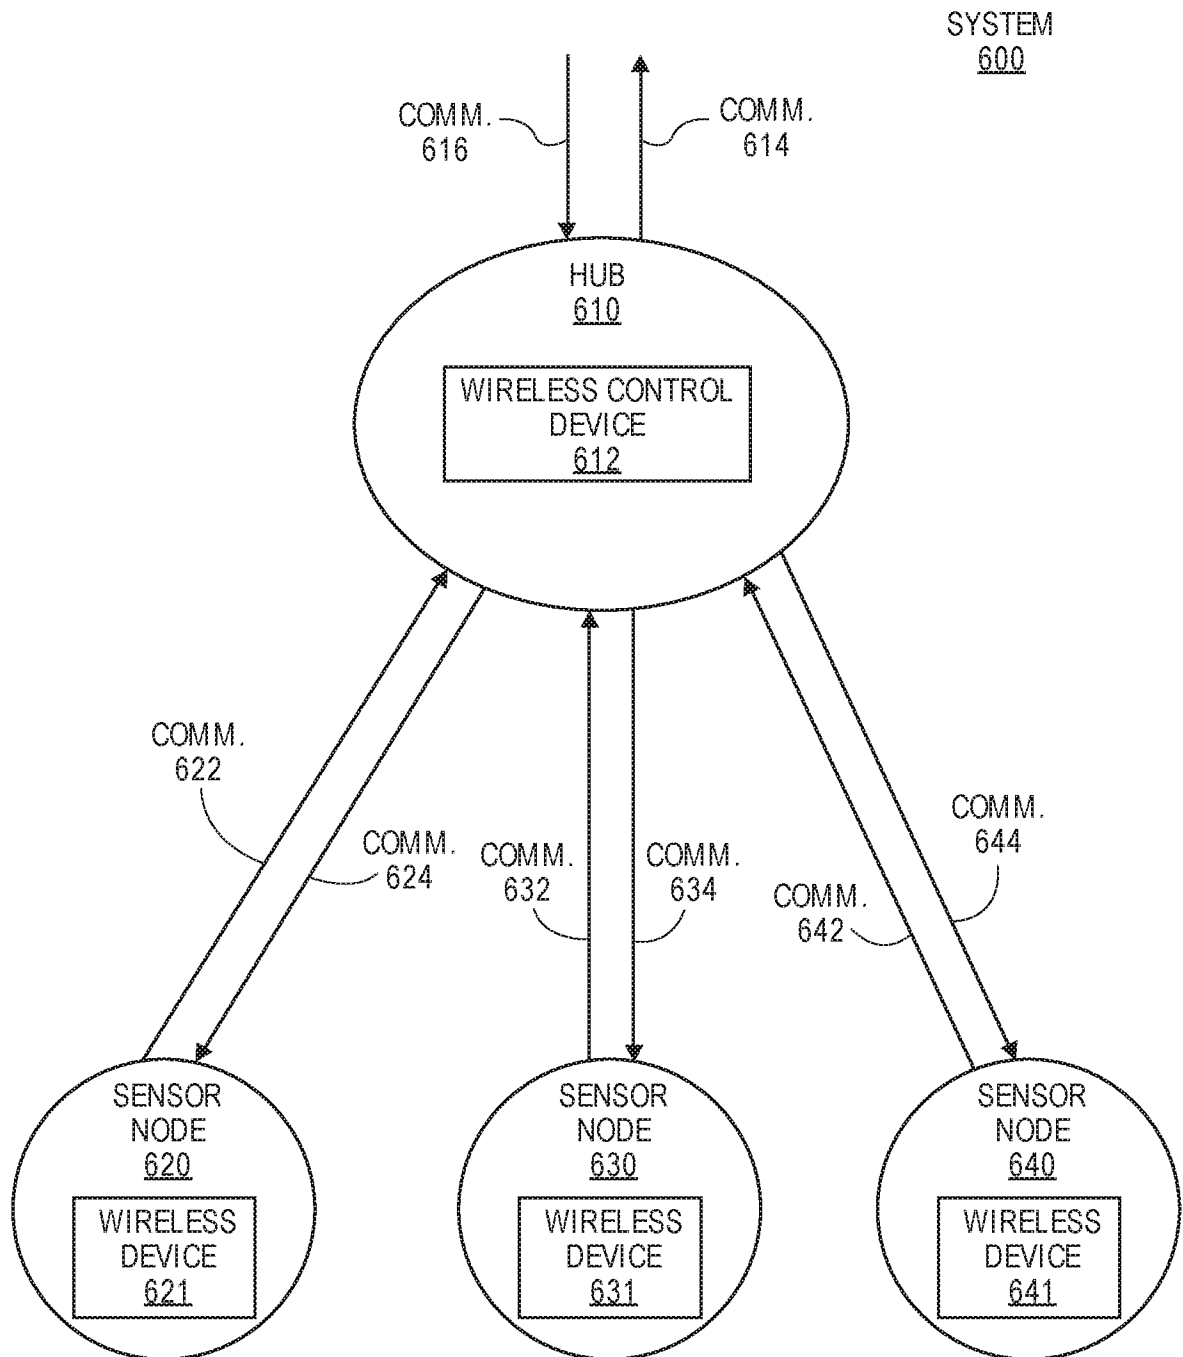 SYSTEM
600
COMM.
616
COMM.
614
HUB
610
WIRELESS CONTROL
DEVICE
612
COMM.
622
COMM.
624
COMM.
632
COMM.
634
COMM.
642
COMM.
644
SENSOR
NODE
620
WIRELESS
DEVICE
621
SENSOR
NODE
630
WIRELESS
DEVICE
631
SENSOR
NODE
640
WIRELESS
DEVICE
641